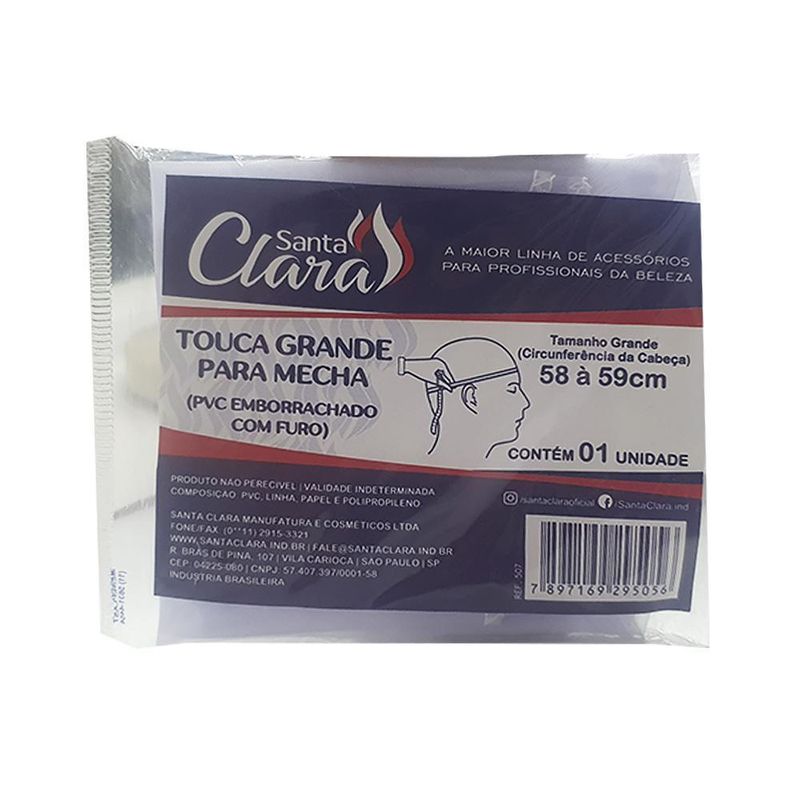 Santa
Clara
A MAIOR LINHA DE ACESSÓRIOS
PARA PROFISSIONAIS DA BELEZA
TOUCA GRANDE
PARA MECHA
(PVC EMBORRACHADO
COM FURO)
Tamanho Grande
(Circunferência da Cabeça)
58 à 59cm
CONTÉM 01 UNIDADE
PRODUTO NÃO PERECIVEL | VALIDADE INDETERMINADA
COMPOSIÇÃO PVC, LINHA, PAPEL E POLIPROPILENO
/santaclaraoficial /SantaClara.ind
SANTA CLARA MANUFATURA E COSMÉTICOS LTDA
FONE/FAX (0**11) 2915-3321
WWW.SANTACLARA.IND.BR | FALE@SANTACLARA.IND.BR
R. BRÁS DE PINA, 107 | VILA CARIOCA | SÃO PAULO | SP
CEP: 04225-080 | CNPJ: 57.407.397/0001-58
INDÚSTRIA BRASILEIRA
REF.: 507
7 897169 295056